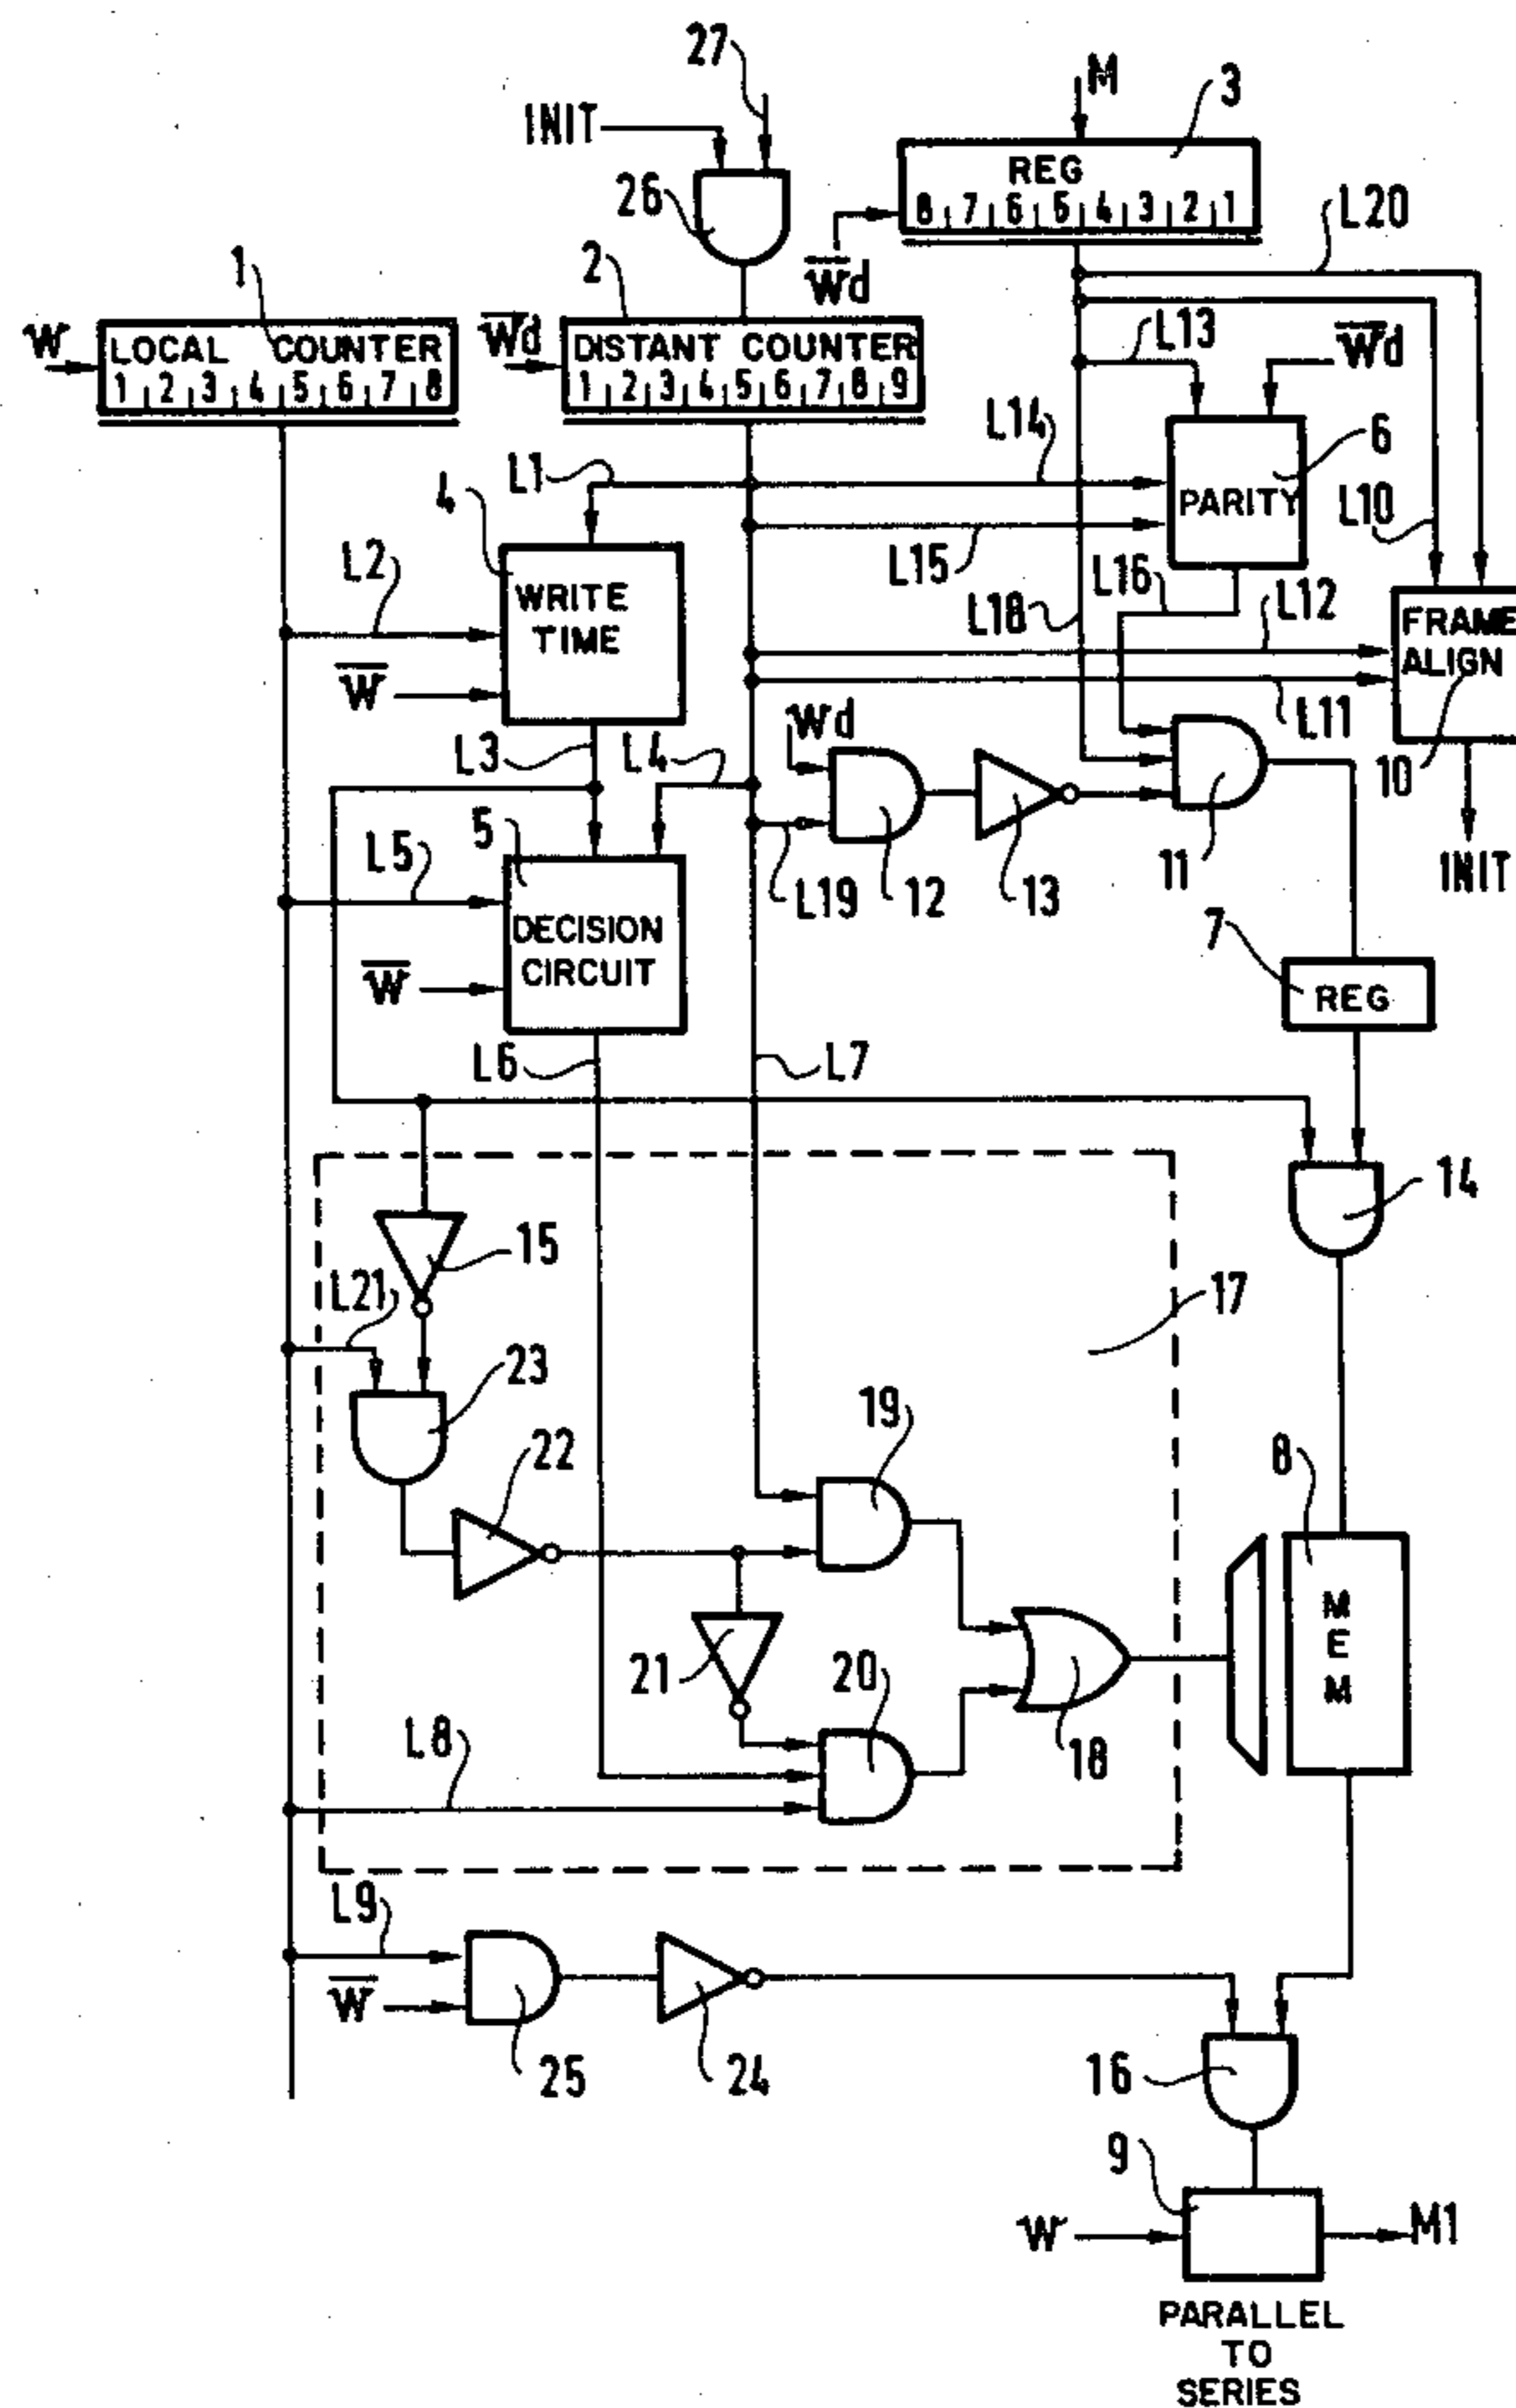 27
M
3
INIT
REG
26
8 7 6 5 4 3 2 1
L20
1
2
W̅d
L13
W
LOCAL COUNTER
W̅d
DISTANT COUNTER
W̅d
1 2 3 4 5 6 7 8
1 2 3 4 5 6 7 8 9
L14
6
L1
4
PARITY
L10
L15
L2
L16
L18
L12
WRITE
TIME
FRAME
ALIGN
W̅
Wd
L11
L3
L4
10
5
11
L5
L19
12
13
INIT
DECISION
CIRCUIT
7
W̅
REG
L6
L7
14
15
L21
17
23
19
22
8
M
E
M
21
20
L8
18
L9
W̅
25
24
16
9
W
M1
PARALLEL
TO
SERIES